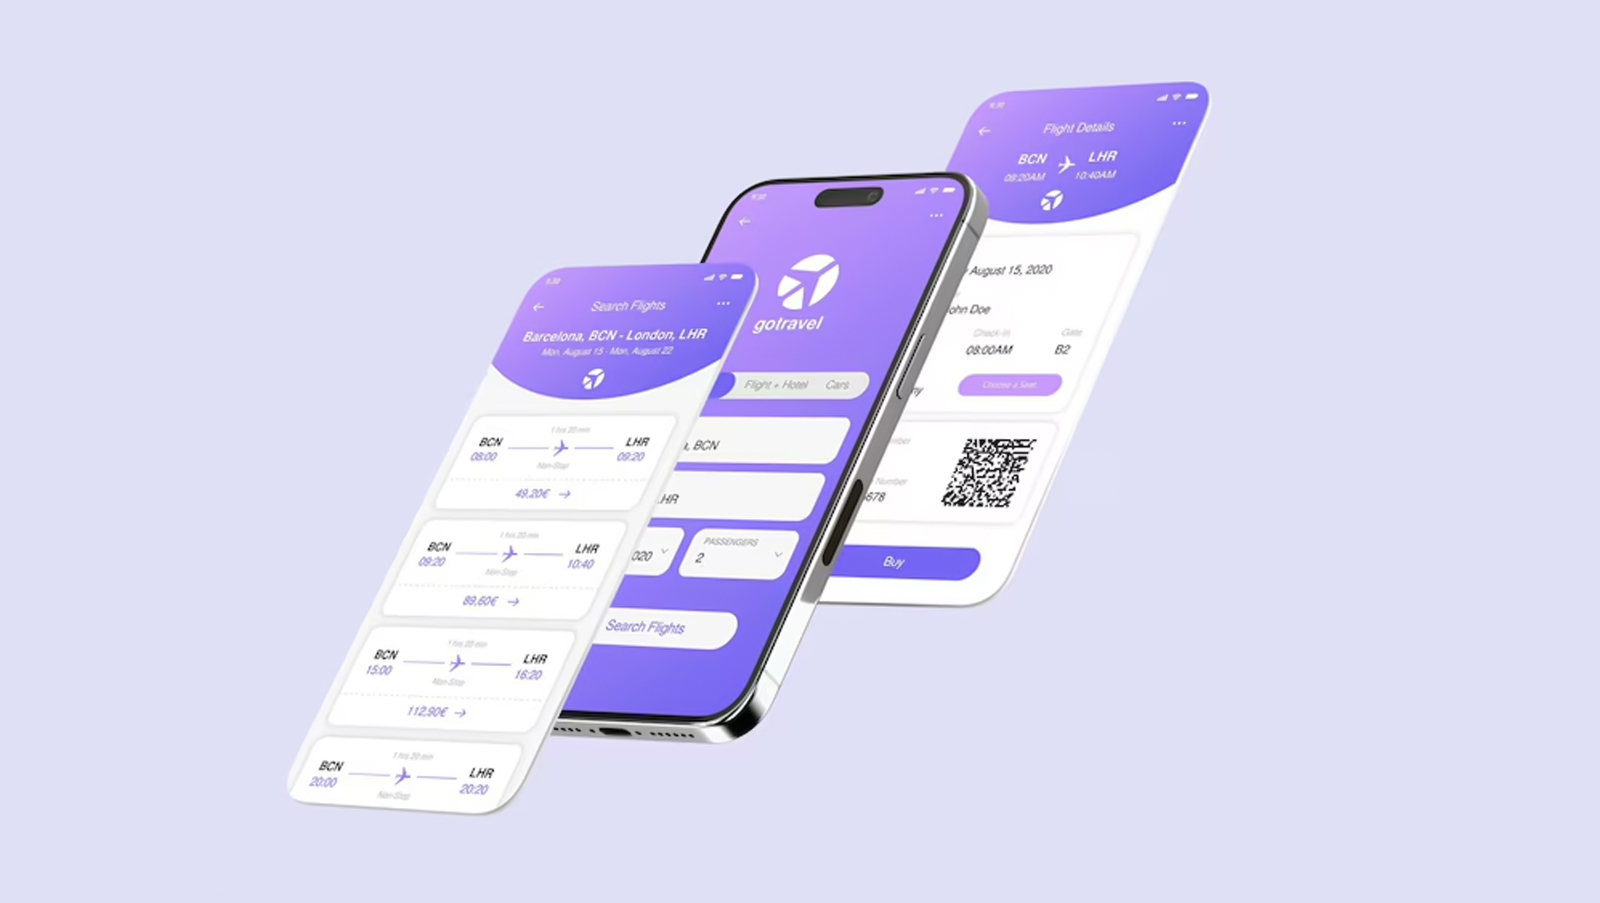 9:30
Search Flights
Barcelona, BCN - London, LHR
Mon, August 15 - Mon, August 22
1 hrs 20 min
BCN LHR
08:00 09:20
Non-Stop
49,20€
1 hrs 20 min
BCN LHR
09:20 10:40
Non-Stop
89,60€
1 hrs 20 min
BCN LHR
15:00 16:20
Non-Stop
112,90€
1 hrs 20 min
BCN LHR
20:00 20:20
Non-Stop
9:30
gotravel
Flight + Hotel Cars
a, BCN
LHR
020
PASSENGERS
2
Search Flights
9:30
Flight Details
BCN LHR
09:20AM 10:40AM
August 15, 2020
ohn Doe
Check-in Gate
08:00AM B2
ny
Choose a Seat
mber
Number
678
Buy